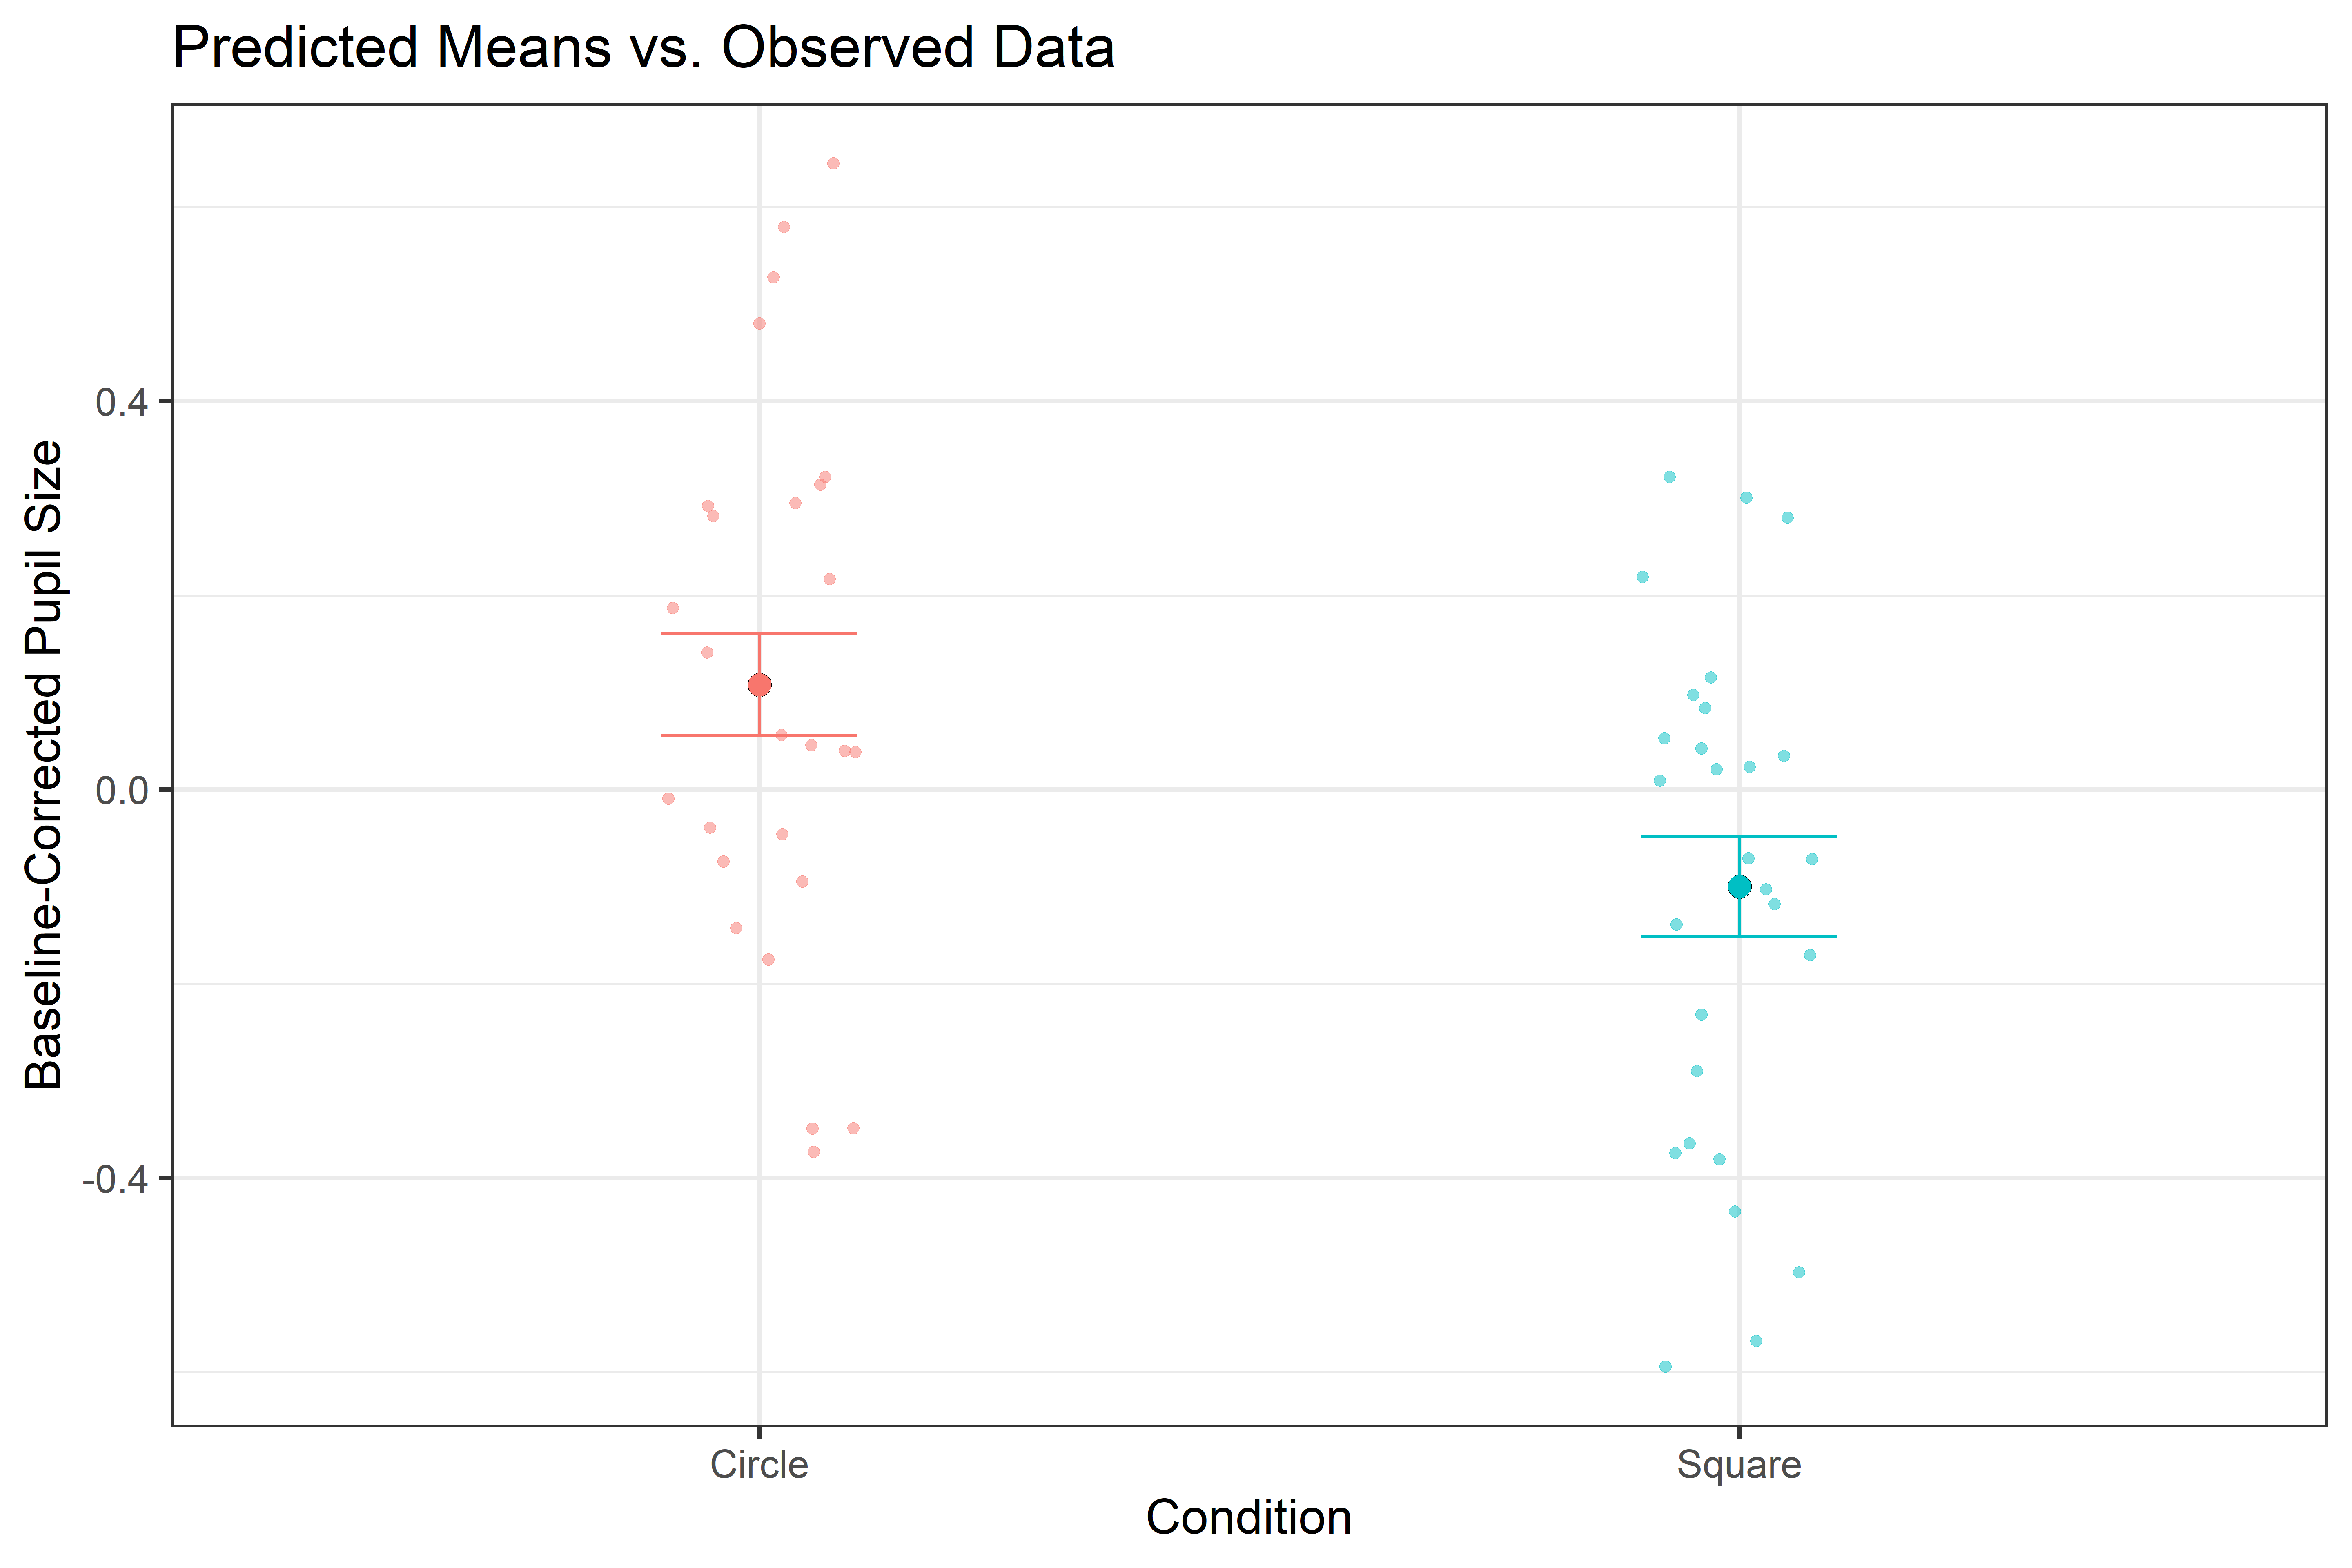 Predicted Means vs. Observed Data
Baseline-Corrected Pupil Size
0.4
0.0
-0.4
Circle
Square
Condition